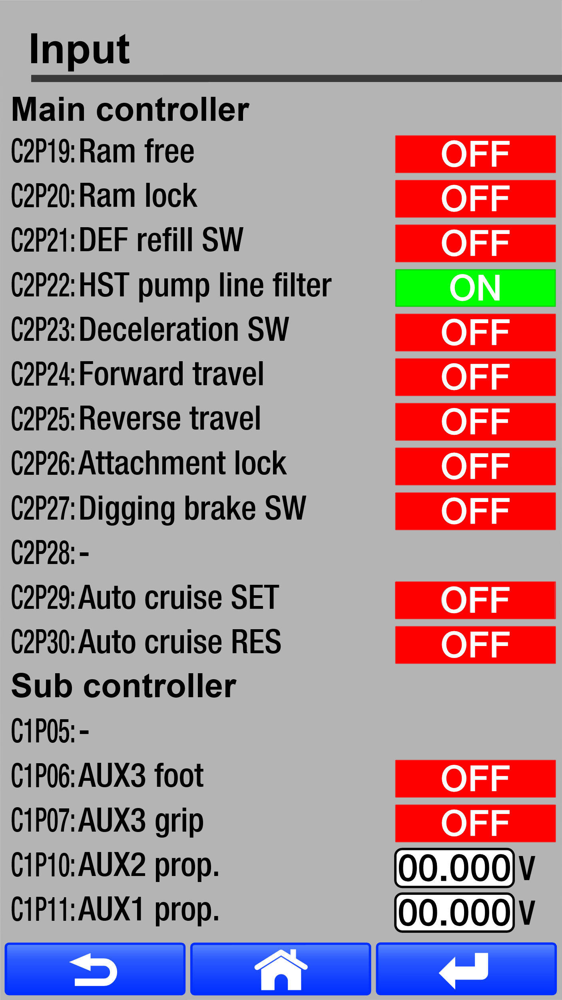 Input
Main controller
C2P19: Ram free OFF
C2P20: Ram lock OFF
C2P21: DEF refill SW OFF
C2P22: HST pump line filter ON
C2P23: Deceleration SW OFF
C2P24: Forward travel OFF
C2P25: Reverse travel OFF
C2P26: Attachment lock OFF
C2P27: Digging brake SW OFF
C2P28: -
C2P29: Auto cruise SET OFF
C2P30: Auto cruise RES OFF
Sub controller
C1P05: -
C1P06: AUX3 foot OFF
C1P07: AUX3 grip OFF
C1P10: AUX2 prop. 00.000 V
C1P11: AUX1 prop. 00.000 V